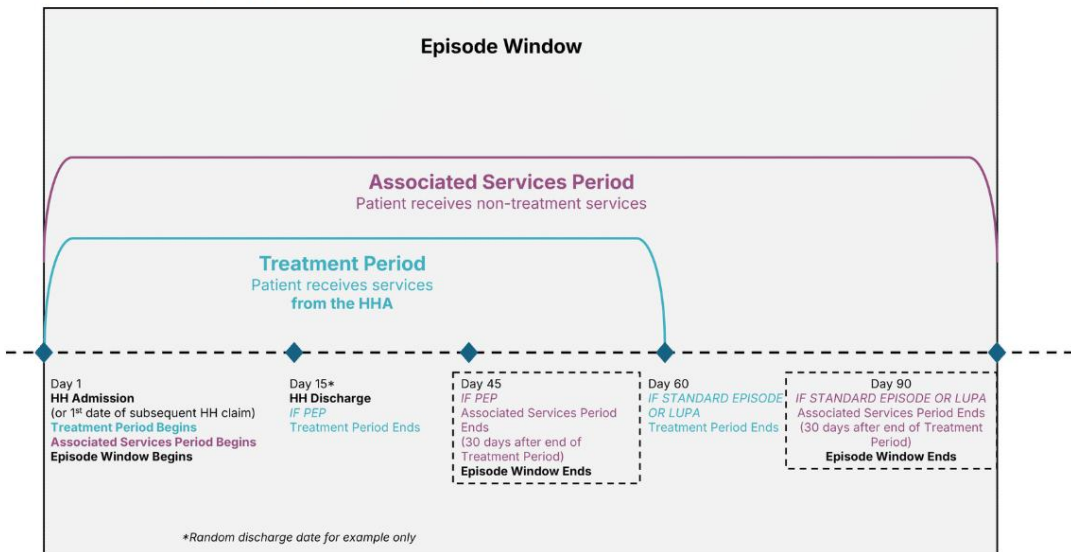 Episode Window
Associated Services Period
Patient receives non-treatment services
Treatment Period
Patient receives services
from the HHA
Day 1
HH Admission
(or 1st date of subsequent HH claim)
Treatment Period Begins
Associated Services Period Begins
Episode Window Begins
Day 15*
HH Discharge
IF PEP
Treatment Period Ends
Day 45
IF PEP
Associated Services Period
Ends
(30 days after end of
Treatment Period)
Episode Window Ends
Day 60
IF STANDARD EPISODE
OR LUPA
Treatment Period Ends
Day 90
IF STANDARD EPISODE OR LUPA
Associated Services Period Ends
(30 days after end of Treatment
Period)
Episode Window Ends
*Random discharge date for example only